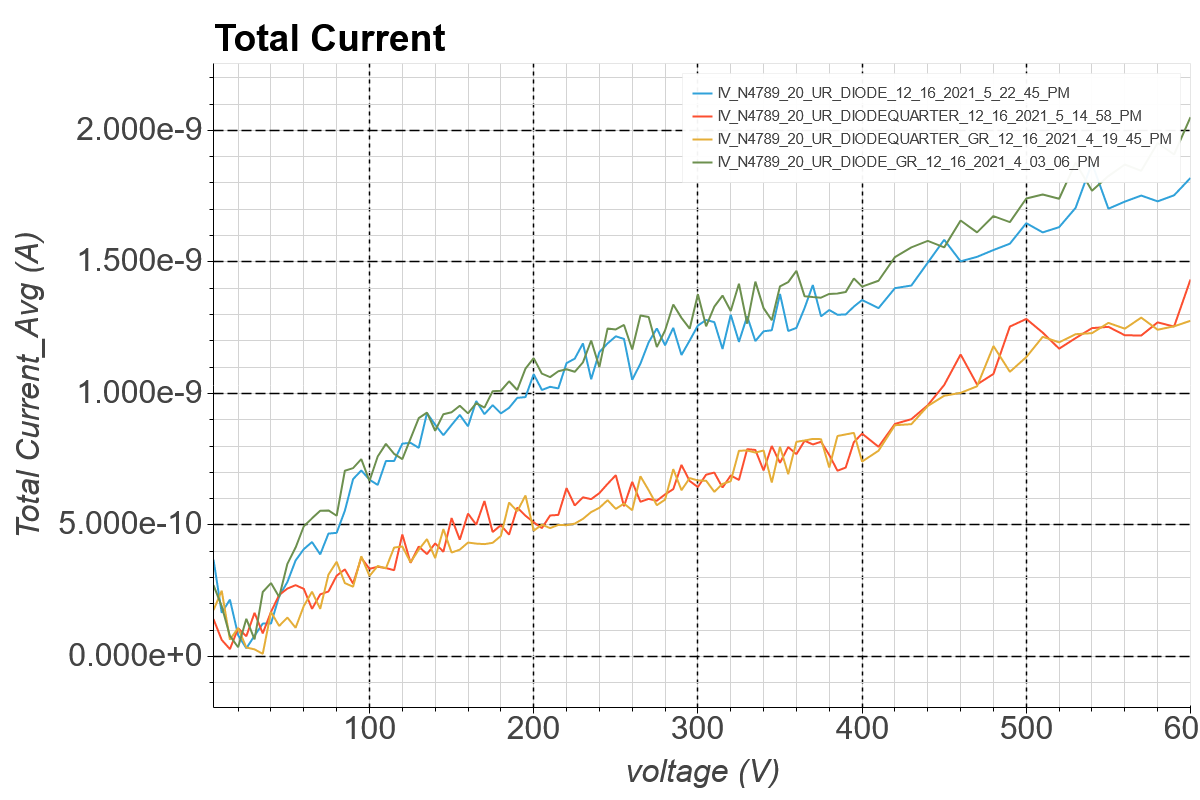 Total Current
IV_N4789_20_UR_DIODE_12_16_2021_5_22_45_PM
IV_N4789_20_UR_DIODEQUARTER_12_16_2021_5_14_58_PM
IV_N4789_20_UR_DIODEQUARTER_GR_12_16_2021_4_19_45_PM
IV_N4789_20_UR_DIODE_GR_12_16_2021_4_03_06_PM
Total Current_Avg (A)
2.000e-9
1.500e-9
1.000e-9
5.000e-10
0.000e+0
100 200 300 400 500 60
voltage (V)